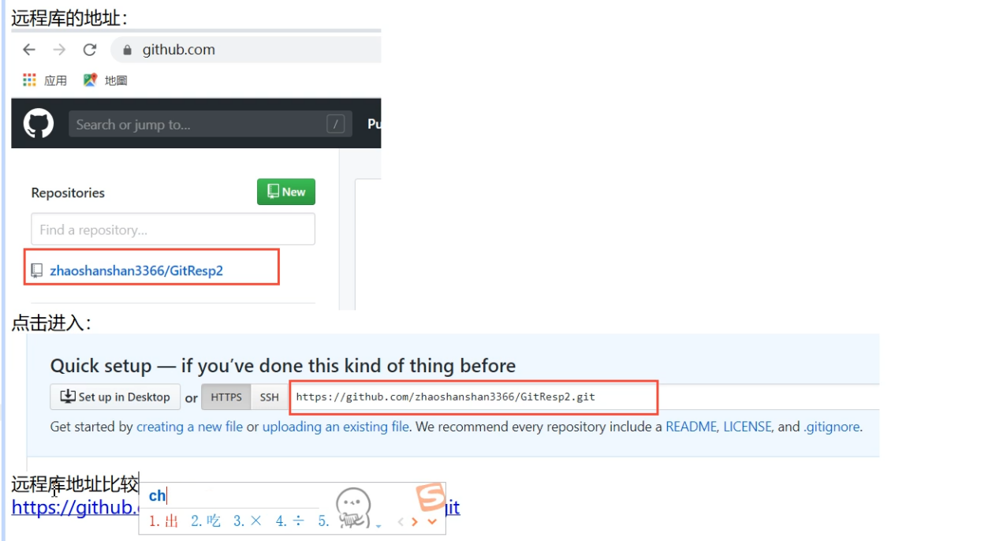 远程库的地址：
github.com
应用 地圖
Search or jump to... / Pu
Repositories New
Find a repository...
zhaoshanshan3366/GitResp2
点击进入：
Quick setup — if you’ve done this kind of thing before
Set up in Desktop or HTTPS SSH https://github.com/zhaoshanshan3366/GitResp2.git
Get started by creating a new file or uploading an existing file. We recommend every repository include a README, LICENSE, and .gitignore.
远程库地址比较
ch
https://github. git
1. 出 2. 吃 3. × 4. ÷ 5.